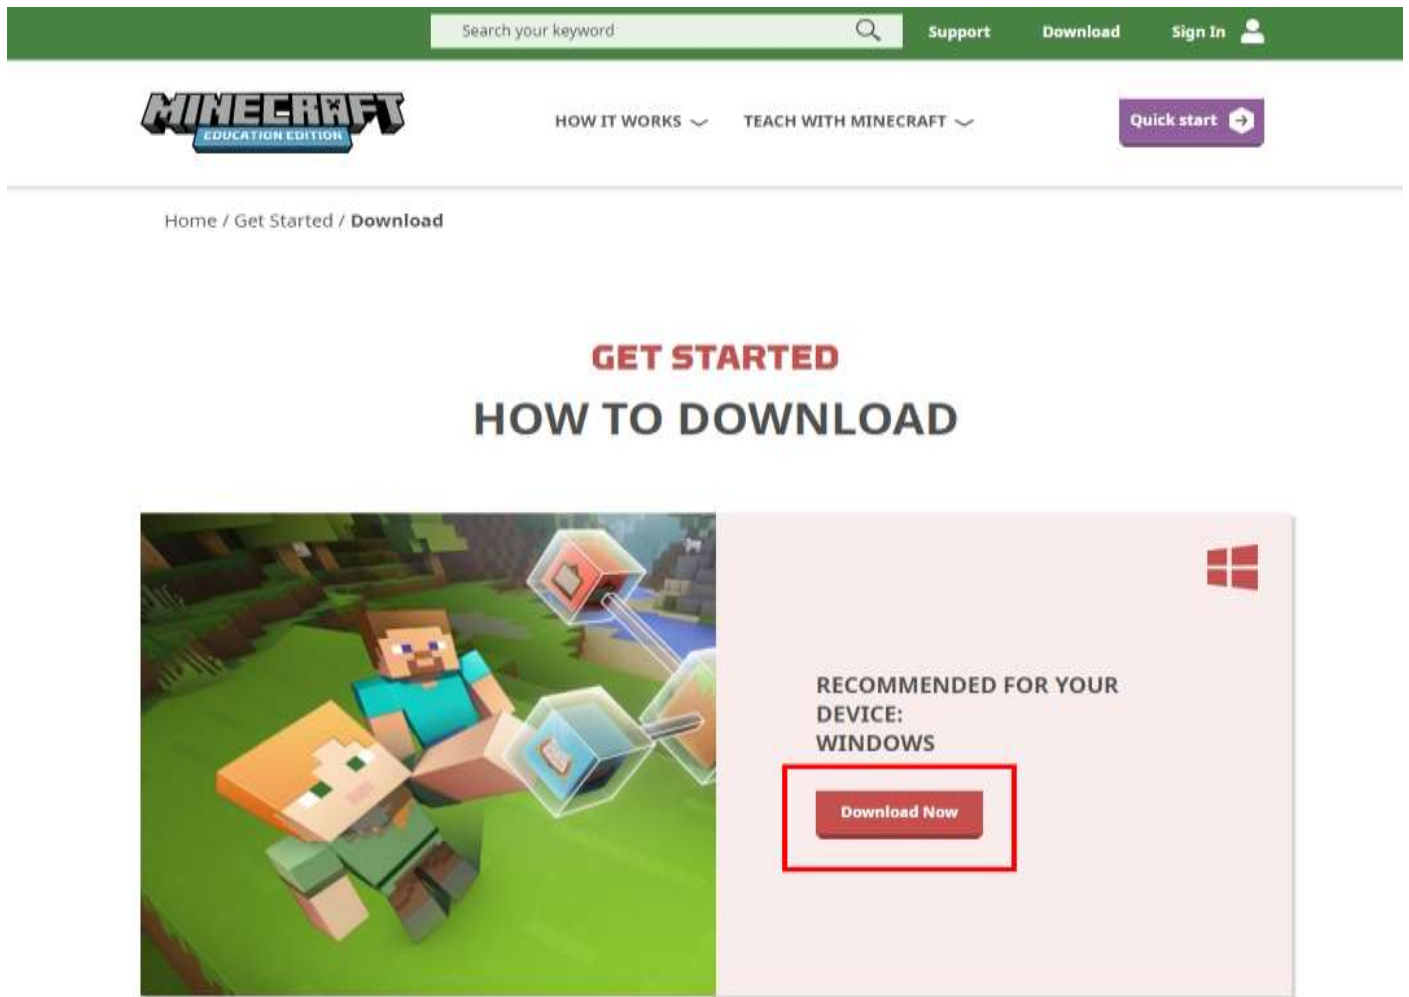 Search your keyword
Support
Download
Sign In
MINECRAFT
EDUCATION EDITION
HOW IT WORKS
TEACH WITH MINECRAFT
Quick start
Home / Get Started / Download
GET STARTED
HOW TO DOWNLOAD
RECOMMENDED FOR YOUR
DEVICE:
WINDOWS
Download Now